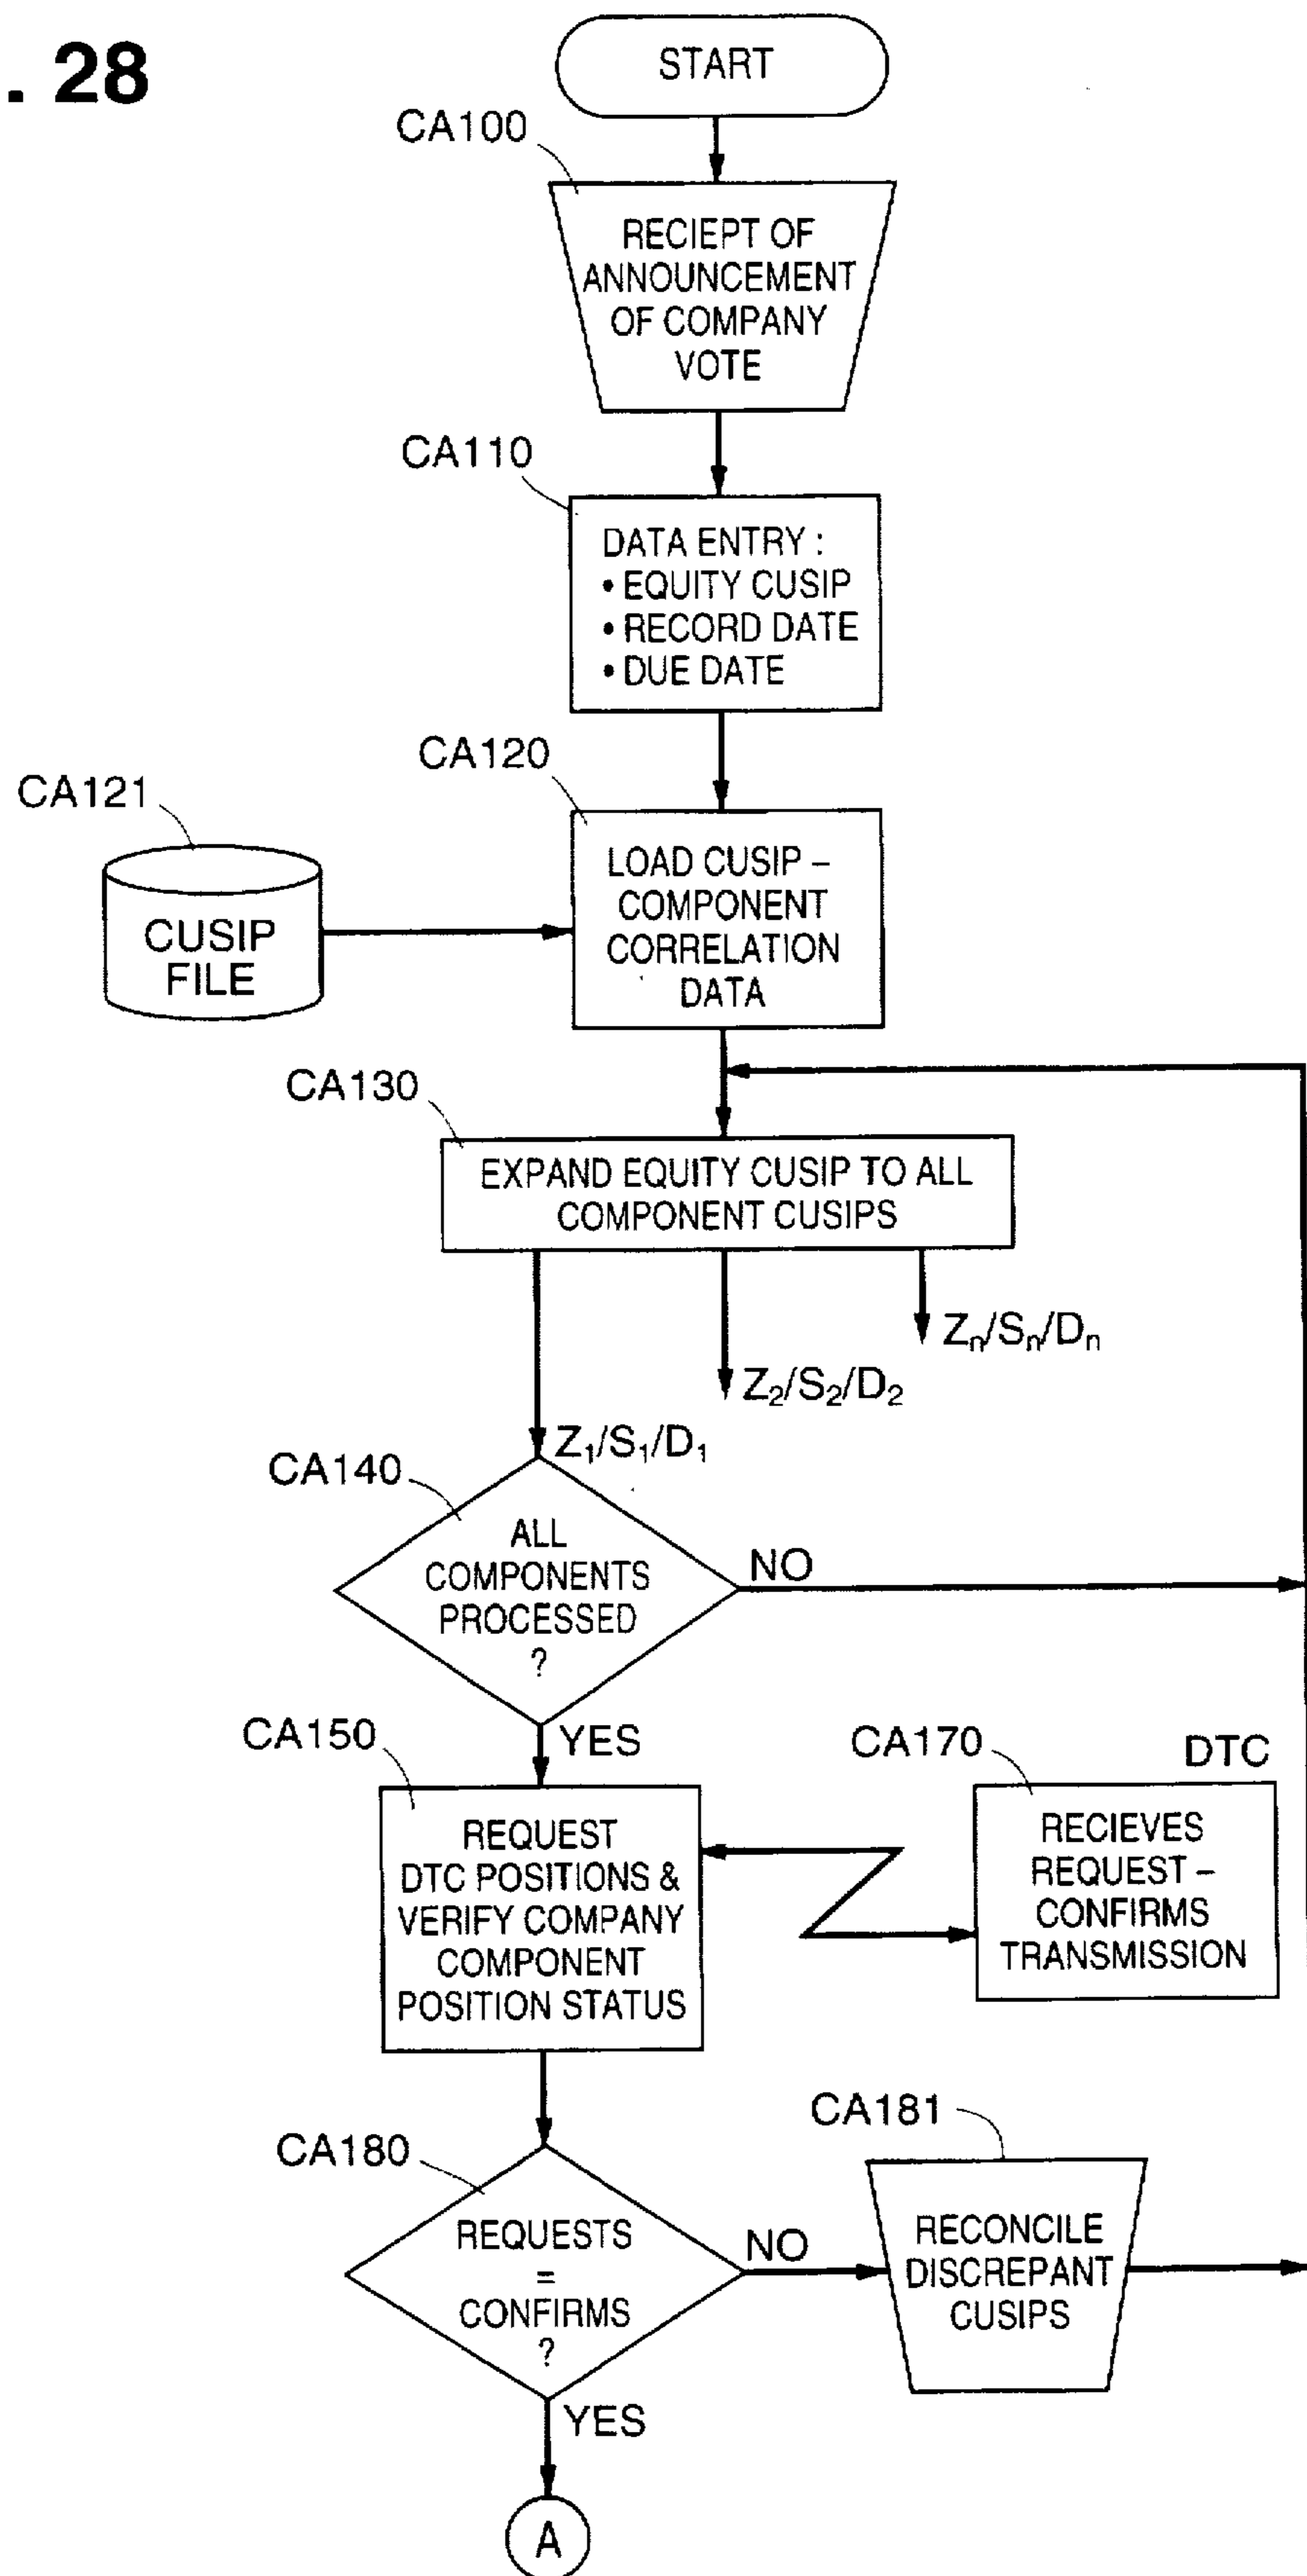 . 28
START
CA100
RECIEPT OF
ANNOUNCEMENT
OF COMPANY
VOTE
CA110
DATA ENTRY :
• EQUITY CUSIP
• RECORD DATE
• DUE DATE
CA120
CA121
LOAD CUSIP –
COMPONENT
CORRELATION
DATA
CUSIP
FILE
CA130
EXPAND EQUITY CUSIP TO ALL
COMPONENT CUSIPS
Zₙ/Sₙ/Dₙ
Z₂/S₂/D₂
Z₁/S₁/D₁
CA140
ALL
COMPONENTS
PROCESSED
?
NO
YES
CA150
REQUEST
DTC POSITIONS &
VERIFY COMPANY
COMPONENT
POSITION STATUS
CA170
DTC
RECIEVES
REQUEST –
CONFIRMS
TRANSMISSION
CA180
REQUESTS
=
CONFIRMS
?
NO
CA181
RECONCILE
DISCREPANT
CUSIPS
YES
A